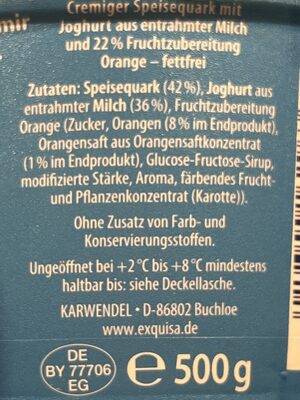 mir
Cremiger Speisequark mit
Joghurt aus entrahmter Milch
und 22 % Fruchtzubereitung
Orange – fettfrei
Zutaten: Speisequark (42 %), Joghurt aus
entrahmter Milch (36 %), Fruchtzubereitung
Orange (Zucker, Orangen (8 % im Endprodukt),
Orangensaft aus Orangensaftkonzentrat
(1 % im Endprodukt), Glucose-Fructose-Sirup,
modifizierte Stärke, Aroma, färbendes Frucht-
und Pflanzenkonzentrat (Karotte)).
Ohne Zusatz von Farb- und
Konservierungsstoffen.
Ungeöffnet bei +2 °C bis +8 °C mindestens
haltbar bis: siehe Deckellasche.
KARWENDEL • D-86802 Buchloe
www.exquisa.de
DE
BY 77706
EG
e 500 g